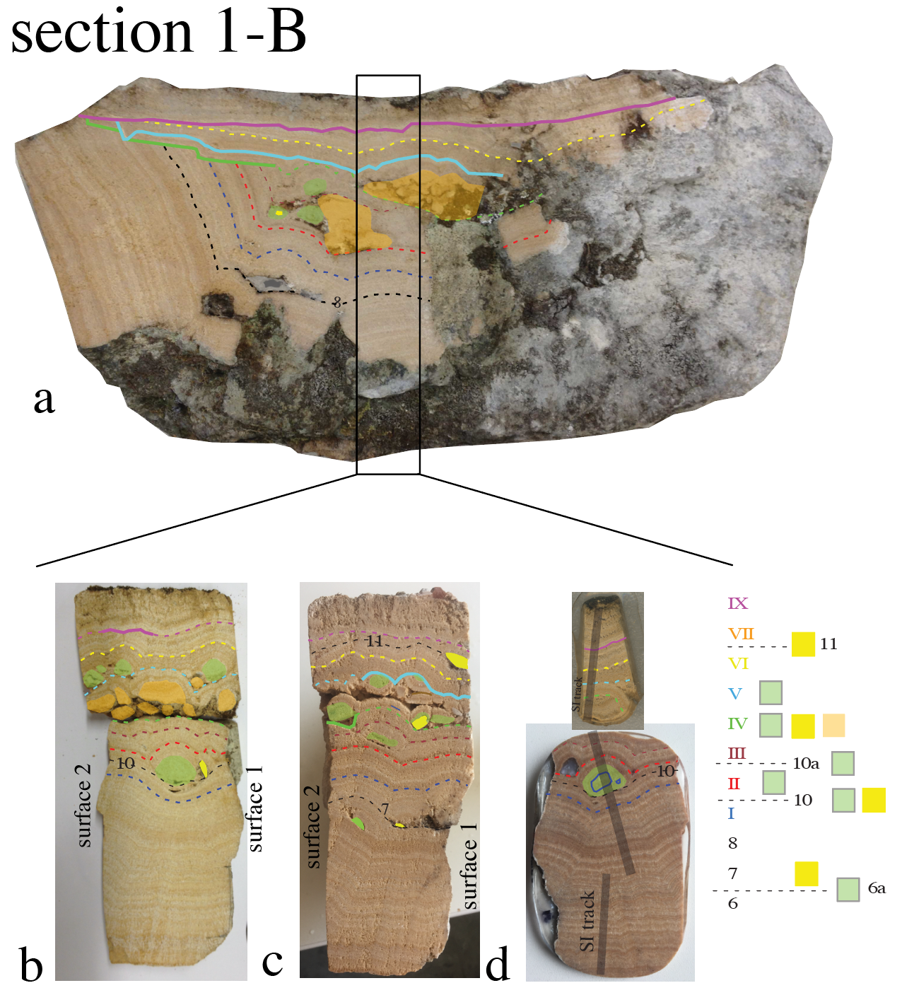 section 1-B
8
a
IX
VII
11
VI
V
IV
III
10a
II
10
I
8
7
6a
6
10
surface 2
surface 1
b
11
7
surface 2
surface 1
c
SI track
10
SI track
d